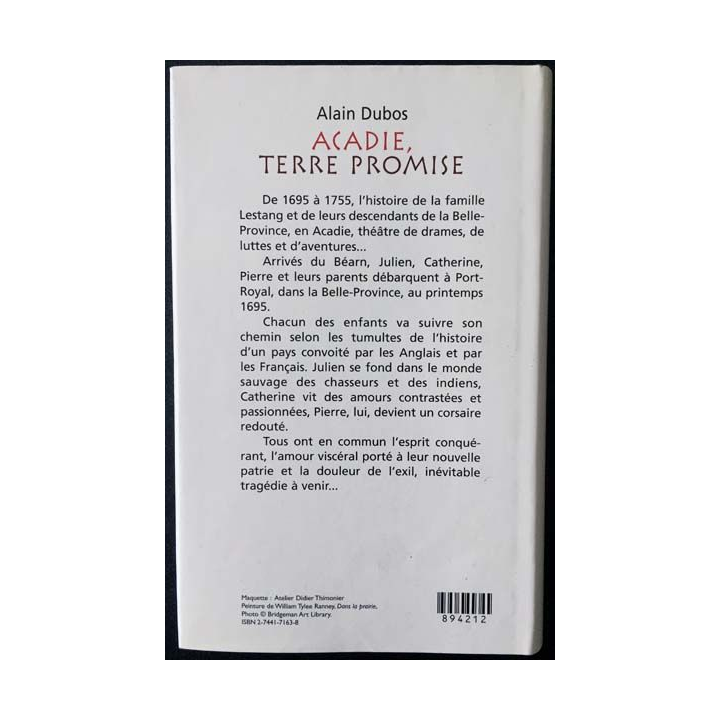 Alain Dubos
ACADIE,
TERRE PROMISE
De 1695 à 1755, l'histoire de la famille
Lestang et de leurs descendants de la Belle-
Province, en Acadie, théâtre de drames, de
luttes et d'aventures...
Arrivés du Béarn, Julien, Catherine,
Pierre et leurs parents débarquent à Port-
Royal, dans la Belle-Province, au printemps
1695.
Chacun des enfants va suivre son
chemin selon les tumultes de l'histoire
d'un pays convoité par les Anglais et par
les Français. Julien se fond dans le monde
sauvage des chasseurs et des indiens,
Catherine vit des amours contrastées et
passionnées, Pierre, lui, devient un corsaire
redouté.
Tous ont en commun l'esprit conqué-
rant, l'amour viscéral porté à leur nouvelle
patrie et la douleur de l'exil, inévitable
tragédie à venir...
Maquette : Atelier Didier Thimonier
Peinture de William Tylee Ranney, Dans la prairie,
Photo © Bridgeman Art Library.
ISBN 2-7441-7163-8
894212